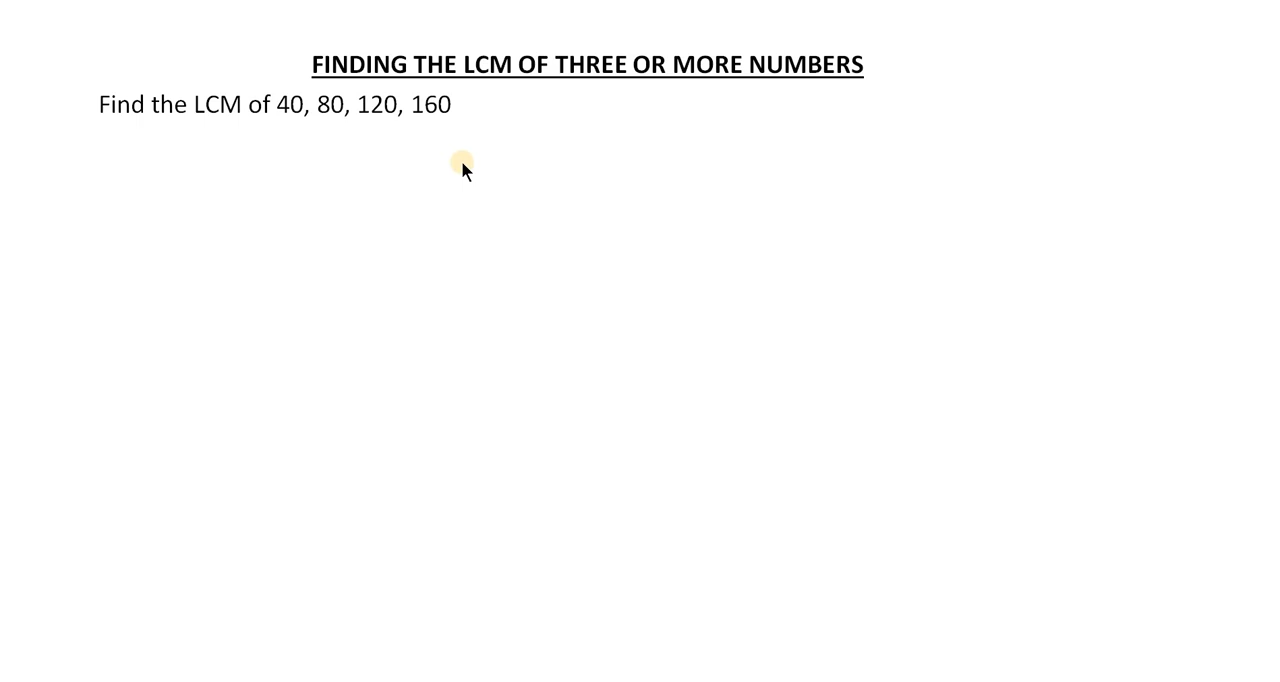 FINDING THE LCM OF THREE OR MORE NUMBERS
Find the LCM of 40, 80, 120, 160